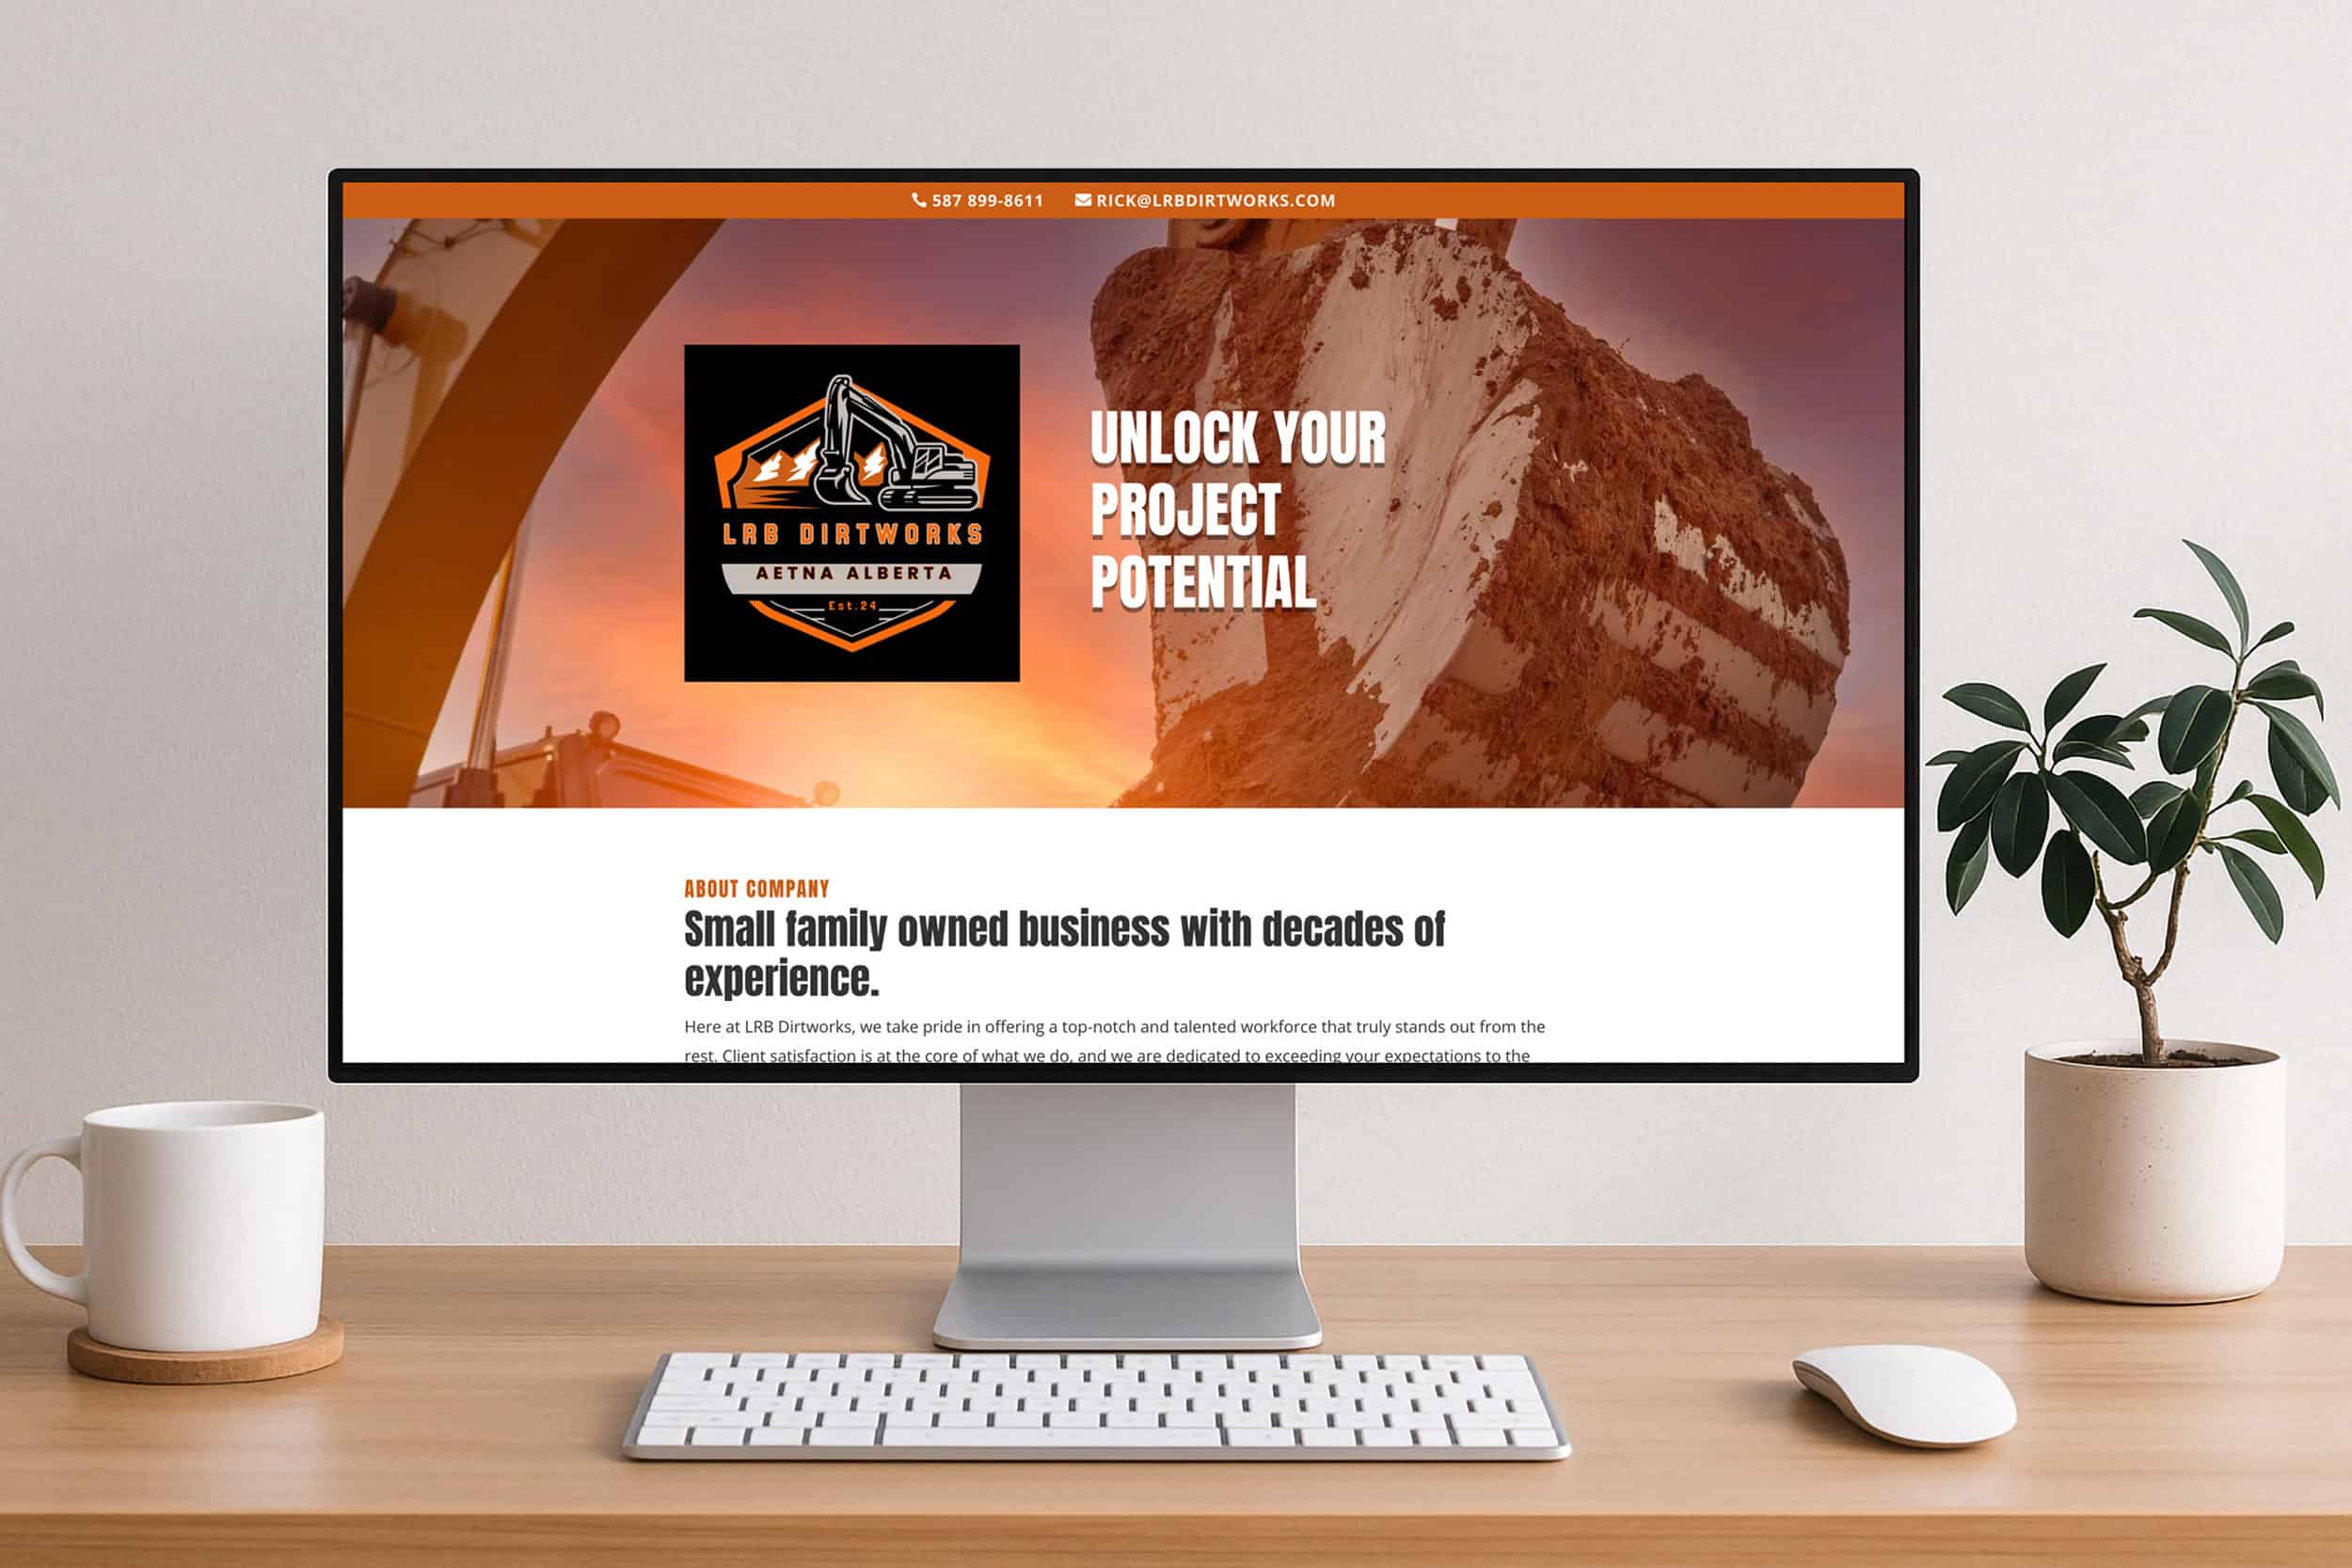 587 899-8611 RICK@LRBDIRTWORKS.COM
LRB DIRTWORKS
AETNA ALBERTA
Est.24
UNLOCK YOUR
PROJECT
POTENTIAL
ABOUT COMPANY
Small family owned business with decades of
experience.
Here at LRB Dirtworks, we take pride in offering a top-notch and talented workforce that truly stands out from the
rest. Client satisfaction is at the core of what we do, and we are dedicated to exceeding your expectations to the